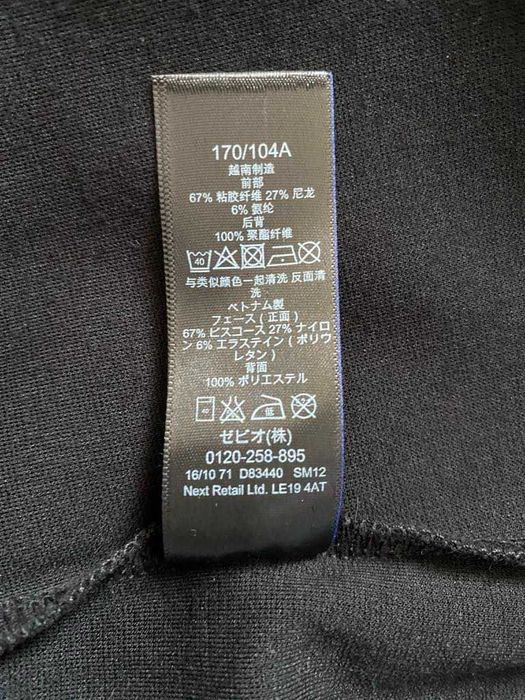 170/104A
越南制造
前部
67% 粘胶纤维 27% 尼龙
6% 氨纶
后背
100% 聚酯纤维
40
与类似颜色一起清洗 反面清
洗
ベトナム製
フェース ( 正面 )
67% ビスコース 27% ナイロ
ン 6% エラステイン ( ポリウ
レタン )
背面
100% ポリエステル
40 低
ゼビオ(株)
0120-258-895
16/10 71 D83440 SM12
Next Retail Ltd. LE19 4AT